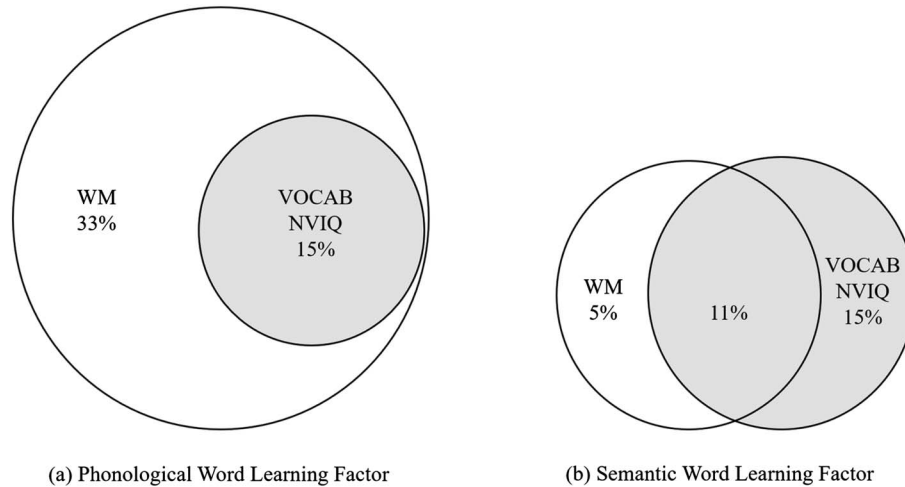 WM
33%
VOCAB
NVIQ
15%
(a) Phonological Word Learning Factor
WM
5%
11%
VOCAB
NVIQ
15%
(b) Semantic Word Learning Factor